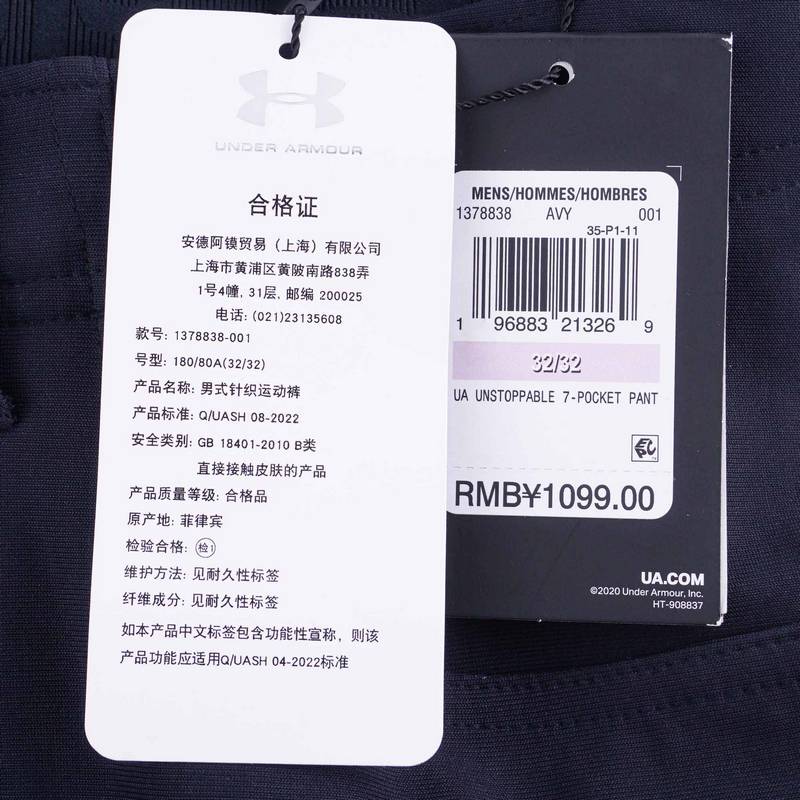 UNDER ARMOUR
合格证
安德阿镆贸易（上海）有限公司
上海市黄浦区黄陂南路838弄
1号4幢, 31层, 邮编 200025
电话: (021)23135608
款号: 1378838-001
号型: 180/80A(32/32)
产品名称: 男式针织运动裤
产品标准: Q/UASH 08-2022
安全类别: GB 18401-2010 B类
直接接触皮肤的产品
产品质量等级: 合格品
原产地: 菲律宾
检验合格: 检1
维护方法: 见耐久性标签
纤维成分: 见耐久性标签
如本产品中文标签包含功能性宣称，则该
产品功能应适用Q/UASH 04-2022标准
MENS/HOMMES/HOMBRES
1378838 AVY 001
35-P1-11
1 96883 21326 9
32/32
UA UNSTOPPABLE 7-POCKET PANT
RMB¥1099.00
UA.COM
©2020 Under Armour, Inc.
HT-908837